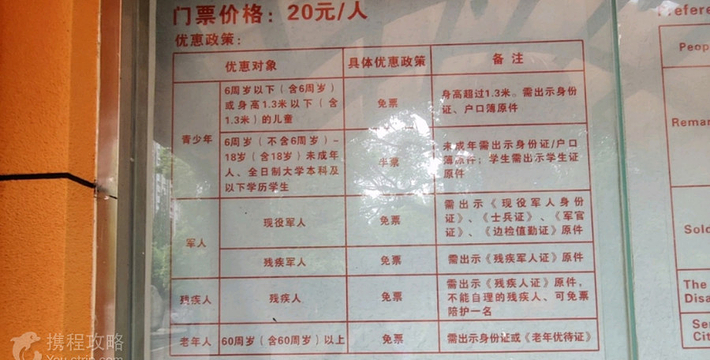 门票价格：20元/人
优惠政策：
优惠对象 具体优惠政策 备注
青少年
6周岁以下（含6周岁）
或身高1.3米以下（含
1.3米）的儿童
免票
身高超过1.3米。需出示身份
证、户口簿原件
6周岁（不含6周岁）–
18岁（含18岁）未成年
人、全日制大学本科及
以下学历学生
半票
未成年需出示身份证/户口
簿原件；学生需出示学生证
原件
军人
现役军人
免票
需出示《现役军人身份
证》、《士兵证》、《军官
证》、《边检值勤证》原件
残疾军人
免票
需出示《残疾军人证》原件
残疾人
残疾人
免票
需出示《残疾人证》原件，
不能自理的残疾人、可免票
陪护一名
老年人
60周岁（含60周岁）以上
免票
需出示身份证或《老年优待证》
Prefere
Peop
Remar
Sold
The
Disa
Se
Cit
携程攻略
You.ctrip.com